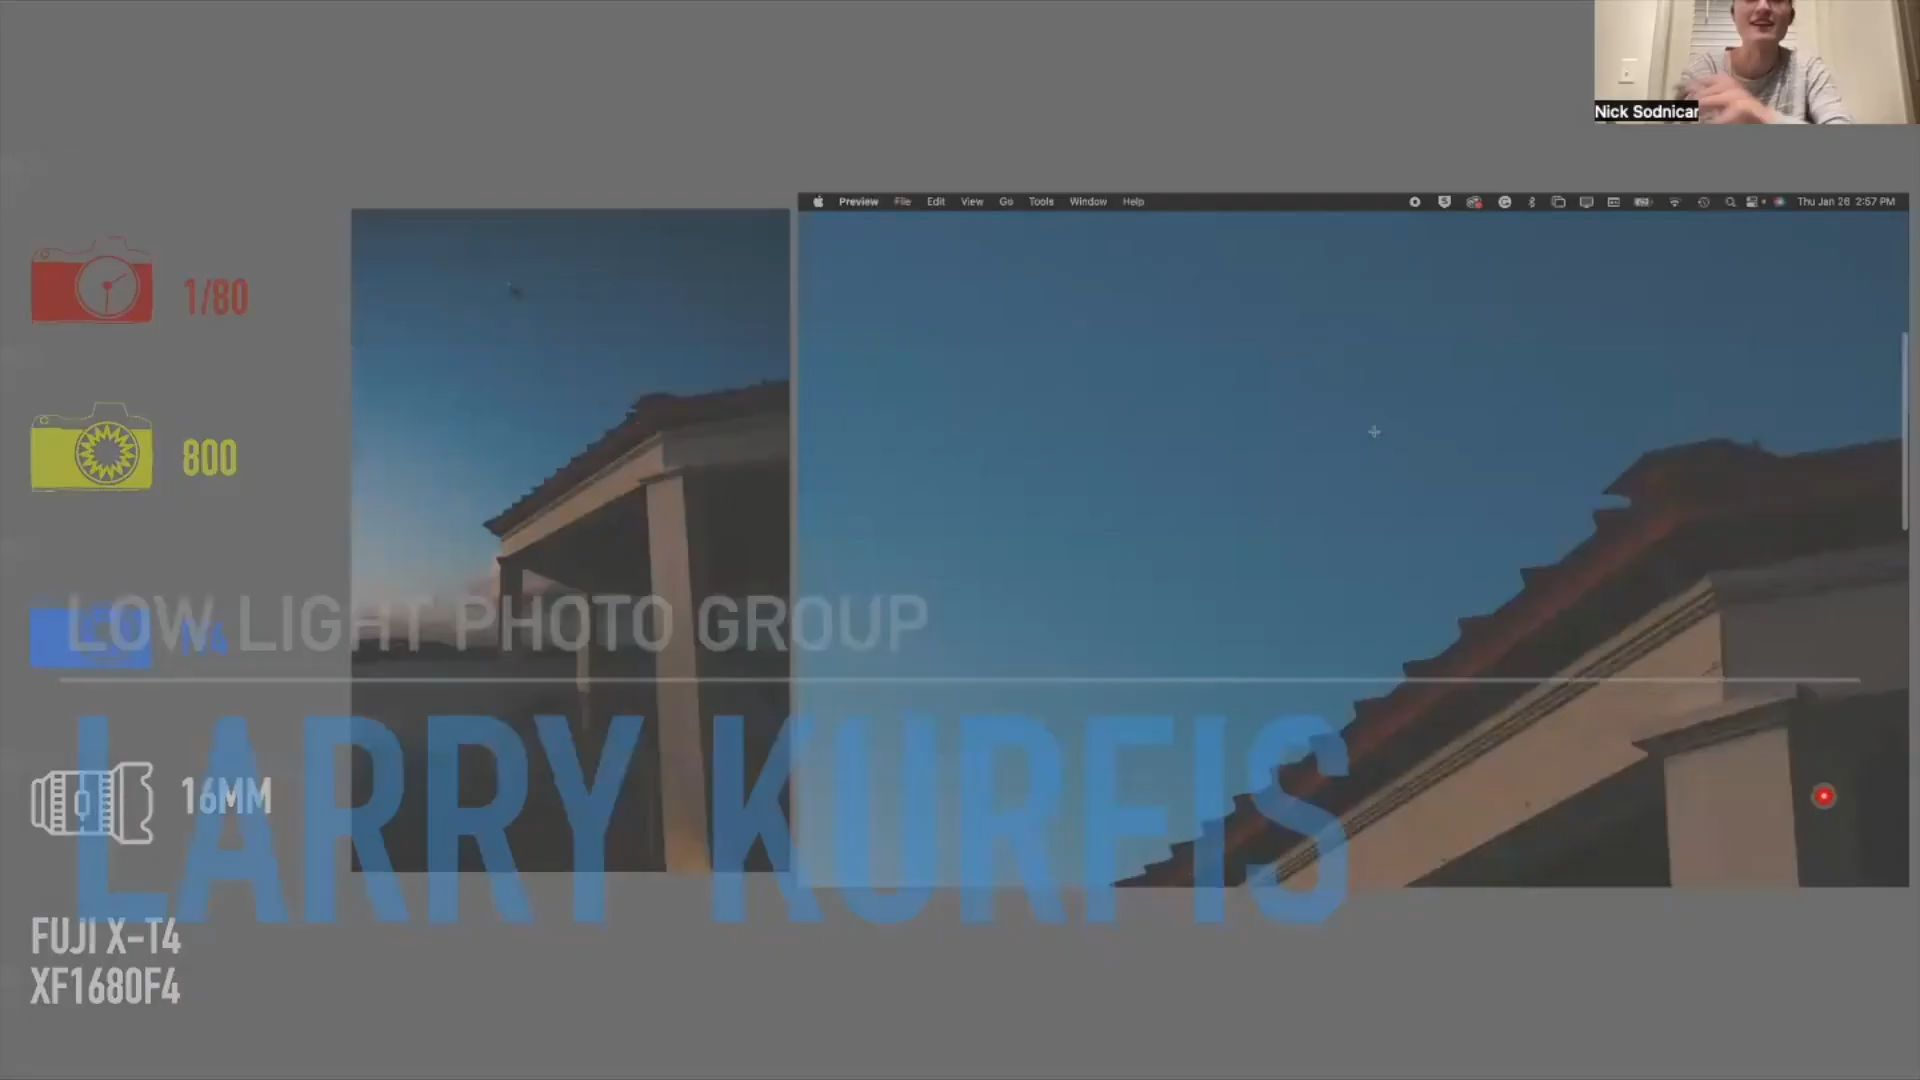 Nick Sodnicar
Preview File Edit View Go Tools Window Help Thu Jan 26 2:57 PM
1/80
800
LOW LIGHT PHOTO GROUP
LARRY KURFIS
16MM
FUJI X-T4
XF1680F4